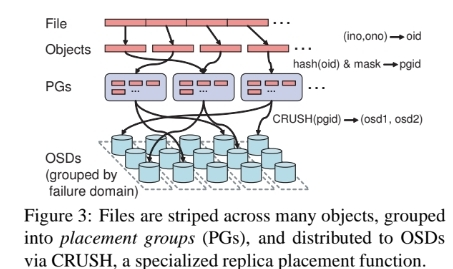 File
Objects
(ino,ono) → oid
hash(oid) & mask → pgid
PGs
CRUSH(pgid) → (osd1, osd2)
OSDs
(grouped by
failure domain)
Figure 3: Files are striped across many objects, grouped
into placement groups (PGs), and distributed to OSDs
via CRUSH, a specialized replica placement function.